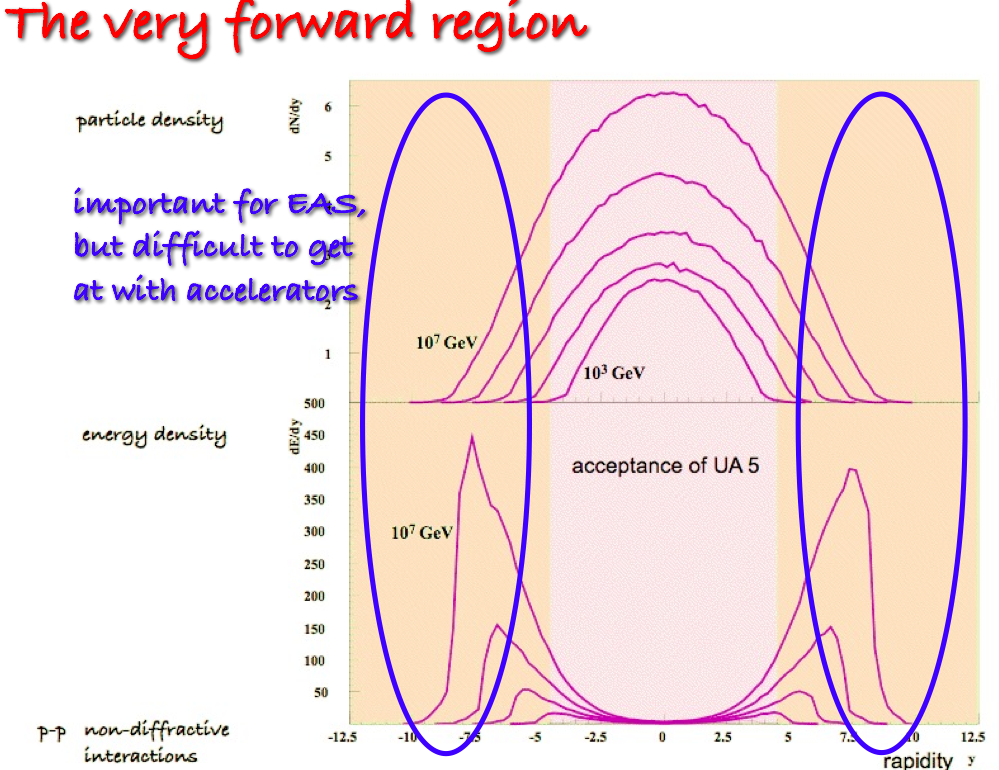 The very forward region
particle density
dN/dy
6
5
important for EAS,
but difficult to get
at with accelerators
4
3
2
1
10⁷ GeV
10³ GeV
500
energy density
dE/dy
450
400
350
300
250
200
150
100
50
acceptance of UA 5
10⁷ GeV
p-p non-diffractive
interactions
-12.5 -10 -7.5 -5 -2.5 0 2.5 5 7.5 10 12.5
rapidity y